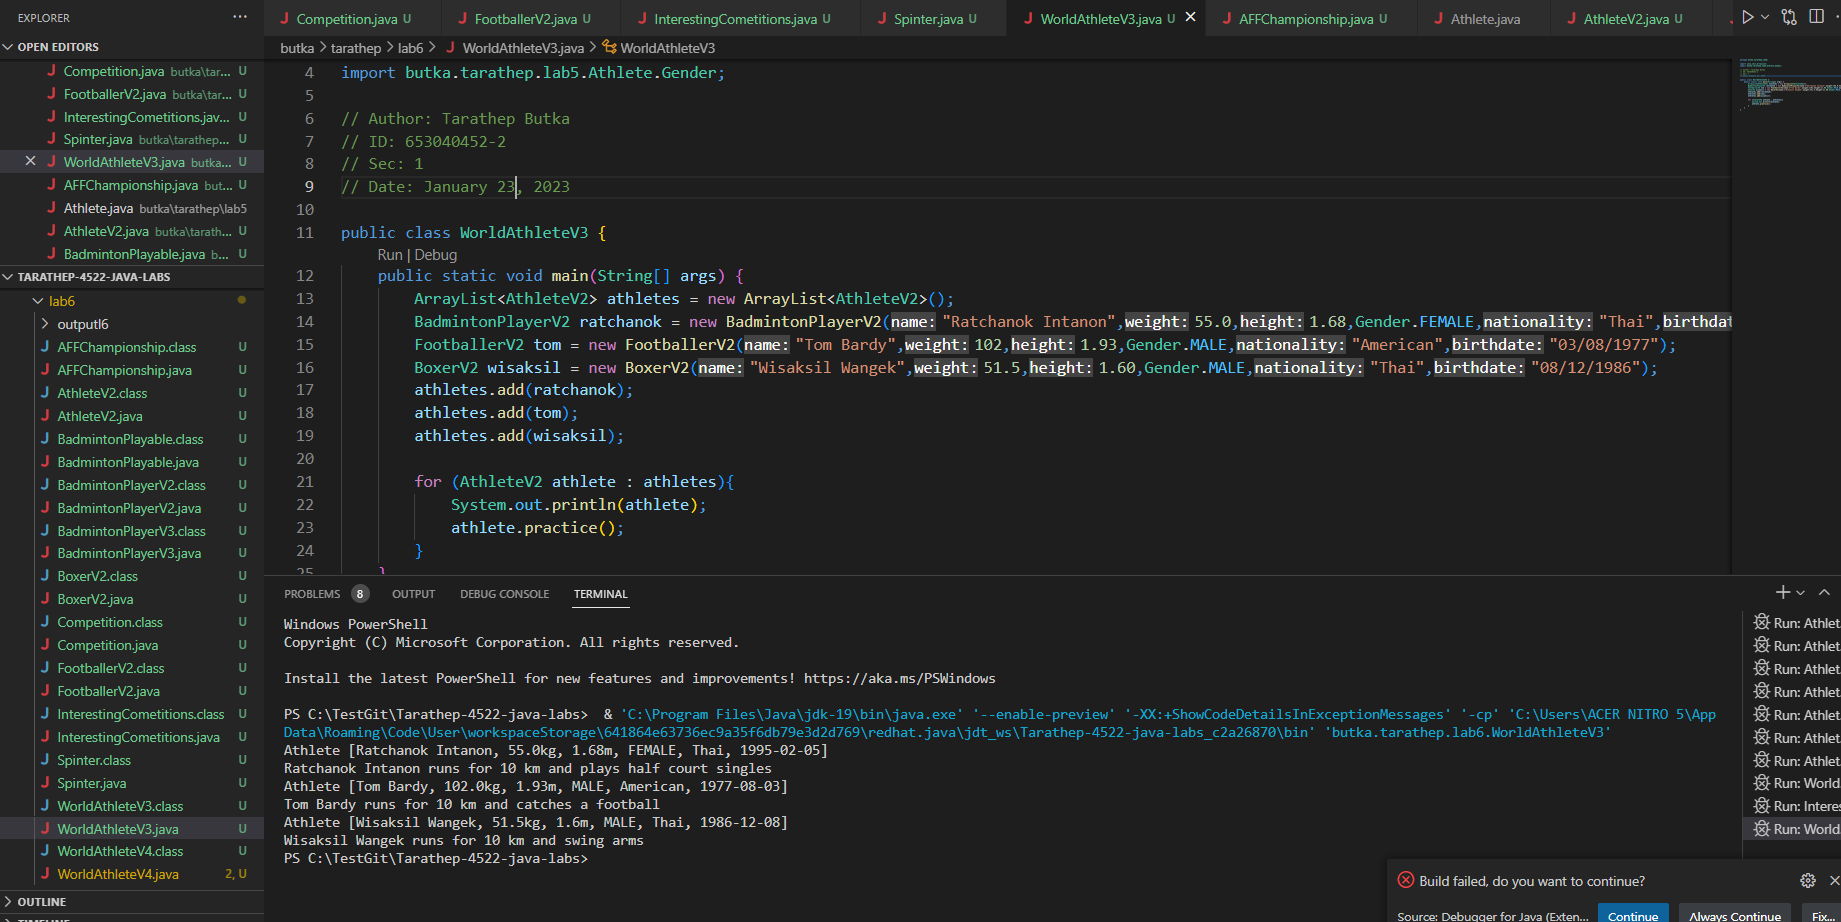 EXPLORER
OPEN EDITORS
Competition.java butka\tar... U
FootballerV2.java butka\tar... U
InterestingCometitions.jav... U
Spinter.java butka\tarathep... U
WorldAthleteV3.java butka... U
AFFChampionship.java but... U
Athlete.java butka\tarathep\lab5
AthleteV2.java butka\tarath... U
BadmintonPlayable.java b... U
TARATHEP-4522-JAVA-LABS
lab6
outputl6
AFFChampionship.class U
AFFChampionship.java U
AthleteV2.class U
AthleteV2.java U
BadmintonPlayable.class U
BadmintonPlayable.java U
BadmintonPlayerV2.class U
BadmintonPlayerV2.java U
BadmintonPlayerV3.class U
BadmintonPlayerV3.java U
BoxerV2.class U
BoxerV2.java U
Competition.class U
Competition.java U
FootballerV2.class U
FootballerV2.java U
InterestingCometitions.class U
InterestingCometitions.java U
Spinter.class U
Spinter.java U
WorldAthleteV3.class U
WorldAthleteV3.java U
WorldAthleteV4.class U
WorldAthleteV4.java 2, U
OUTLINE
Competition.java U FootballerV2.java U InterestingCometitions.java U Spinter.java U WorldAthleteV3.java U AFFChampionship.java U Athlete.java AthleteV2.java U
butka > tarathep > lab6 > WorldAthleteV3.java > WorldAthleteV3
4 import butka.tarathep.lab5.Athlete.Gender;
5
6 // Author: Tarathep Butka
7 // ID: 653040452-2
8 // Sec: 1
9 // Date: January 23, 2023
10
11 public class WorldAthleteV3 {
Run | Debug
12 public static void main(String[] args) {
13 ArrayList<AthleteV2> athletes = new ArrayList<AthleteV2>();
14 BadmintonPlayerV2 ratchanok = new BadmintonPlayerV2(name: "Ratchanok Intanon",weight: 55.0,height: 1.68,Gender.FEMALE,nationality: "Thai",birthdat
15 FootballerV2 tom = new FootballerV2(name: "Tom Bardy",weight: 102,height: 1.93,Gender.MALE,nationality: "American",birthdate: "03/08/1977");
16 BoxerV2 wisaksil = new BoxerV2(name: "Wisaksil Wangek",weight: 51.5,height: 1.60,Gender.MALE,nationality: "Thai",birthdate: "08/12/1986");
17 athletes.add(ratchanok);
18 athletes.add(tom);
19 athletes.add(wisaksil);
20
21 for (AthleteV2 athlete : athletes){
22 System.out.println(athlete);
23 athlete.practice();
24 }
25 }
PROBLEMS 8 OUTPUT DEBUG CONSOLE TERMINAL
Windows PowerShell
Copyright (C) Microsoft Corporation. All rights reserved.
Install the latest PowerShell for new features and improvements! https://aka.ms/PSWindows
PS C:\TestGit\Tarathep-4522-java-labs> & 'C:\Program Files\Java\jdk-19\bin\java.exe' '--enable-preview' '-XX:+ShowCodeDetailsInExceptionMessages' '-cp' 'C:\Users\ACER NITRO 5\App
Data\Roaming\Code\User\workspaceStorage\641864e63736ec9a35f6db79e3d2d769\redhat.java\jdt_ws\Tarathep-4522-java-labs_c2a26870\bin' 'butka.tarathep.lab6.WorldAthleteV3'
Athlete [Ratchanok Intanon, 55.0kg, 1.68m, FEMALE, Thai, 1995-02-05]
Ratchanok Intanon runs for 10 km and plays half court singles
Athlete [Tom Bardy, 102.0kg, 1.93m, MALE, American, 1977-08-03]
Tom Bardy runs for 10 km and catches a football
Athlete [Wisaksil Wangek, 51.5kg, 1.6m, MALE, Thai, 1986-12-08]
Wisaksil Wangek runs for 10 km and swing arms
PS C:\TestGit\Tarathep-4522-java-labs>
Run: Athlet
Run: Athlet
Run: Athlet
Run: Athlet
Run: Athlet
Run: Athlet
Run: Athlet
Run: World
Run: Interes
Run: World
Build failed, do you want to continue?
Source: Debugger for Java (Exten...
Continue
Always Continue
Fix...